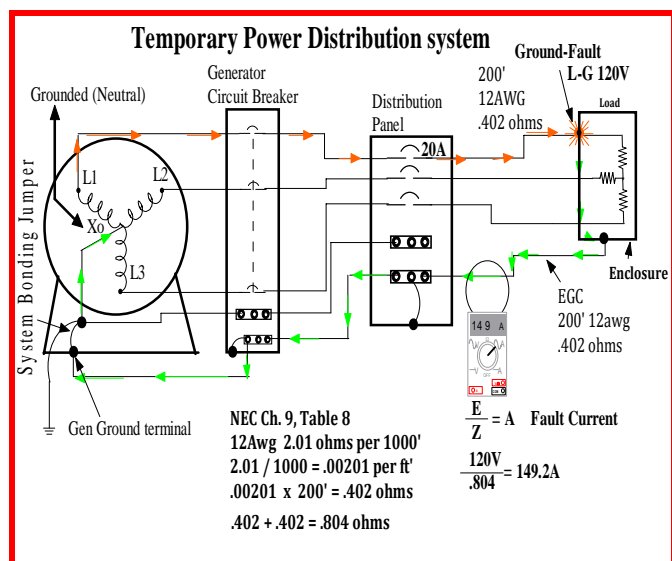 Temporary Power Distribution system
Ground-Fault
L-G 120V
Generator
Circuit Breaker
200'
12AWG
.402 ohms
Grounded (Neutral)
Distribution
Panel
Load
20A
L1
L2
Xo
L3
System Bonding Jumper
Enclosure
EGC
200' 12awg
.402 ohms
149 A
V
A
OFF
Gen Ground terminal
NEC Ch. 9, Table 8
12Awg 2.01 ohms per 1000'
2.01 / 1000 = .00201 per ft'
.00201 x 200' = .402 ohms
.402 + .402 = .804 ohms
E
Z
= A Fault Current
120V
.804
= 149.2A